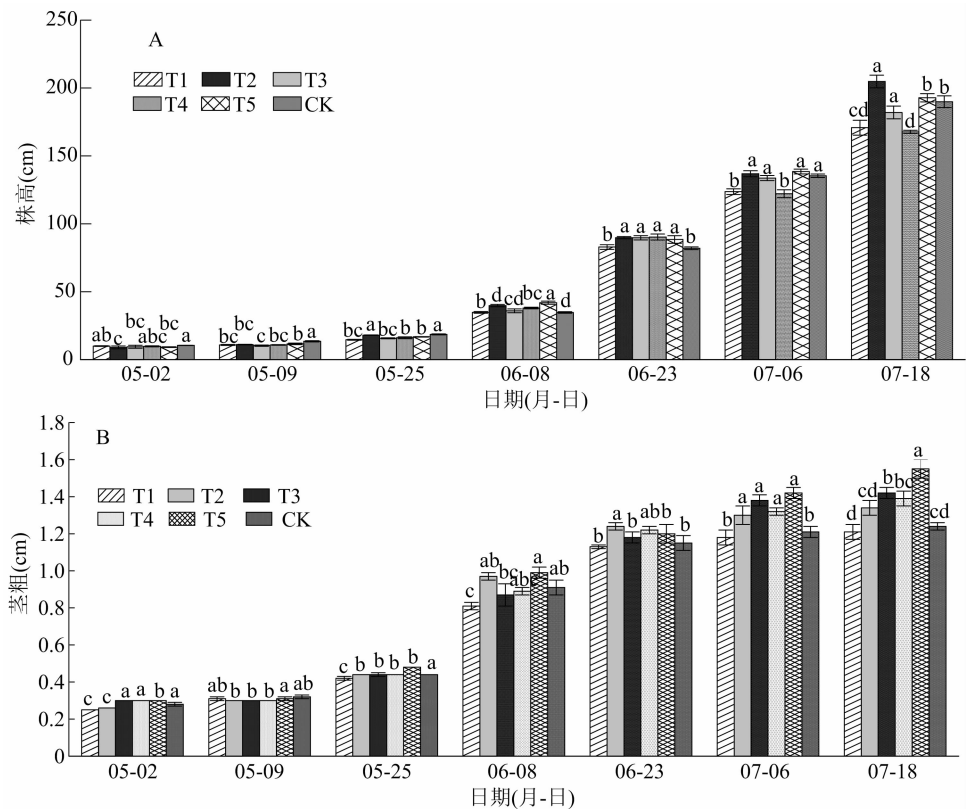 A
T1 T2 T3
T4 T5 CK
株高(cm)
250
200
150
100
50
0
ab c bc abc bc a
bc bc c bc b a
bc a bc b b a
b d cd bc a d
b a a a a b
b a a b a a
cd a a d b b
05-02 05-09 05-25 06-08 06-23 07-06 07-18
日期(月-日)
B
T1 T2 T3
T4 T5 CK
茎粗(cm)
1.8
1.6
1.4
1.2
1.0
0.8
0.6
0.4
0.2
0
c c a a b a
ab b b b a ab
c b b b b a
c ab bc abc a ab
b a b abb b
b a a a a b
d cd b bc a cd
05-02 05-09 05-25 06-08 06-23 07-06 07-18
日期(月-日)